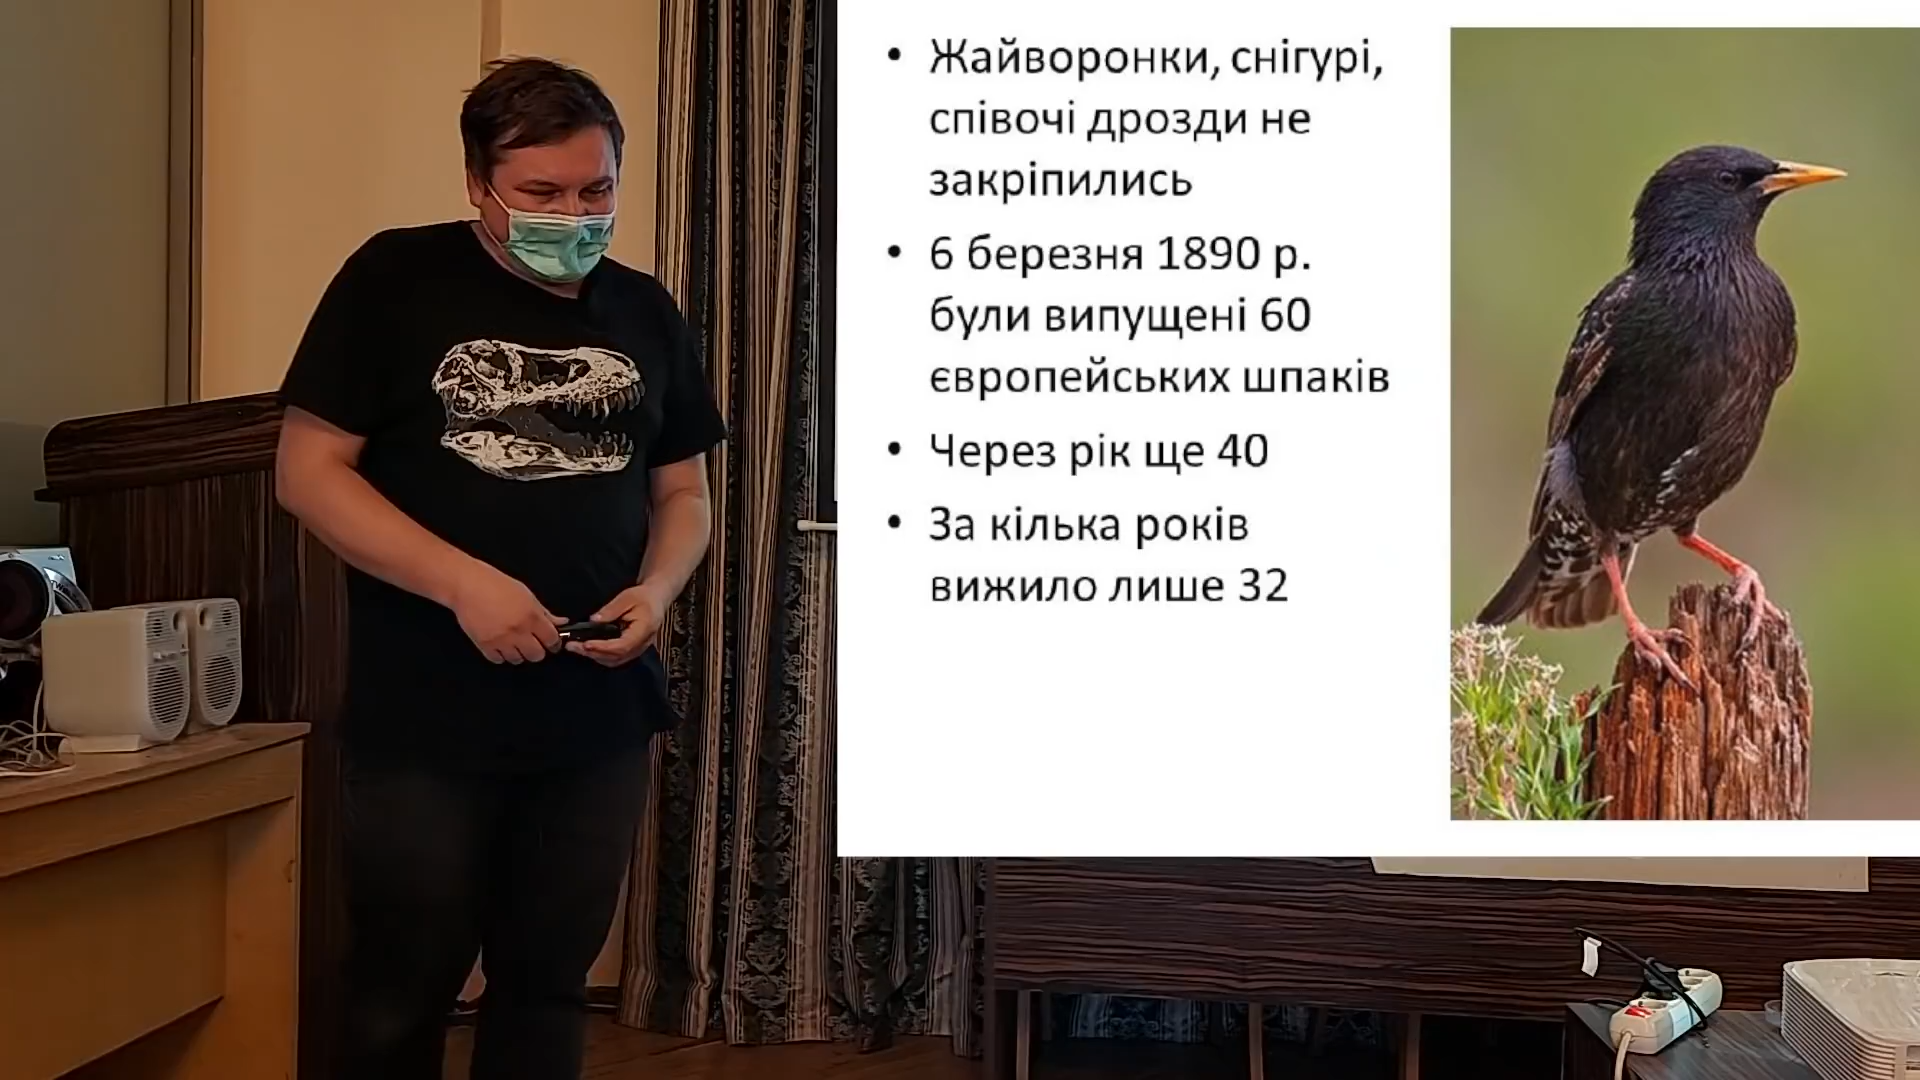 • Жайворонки, снігурі,
співочі дрозди не
закріпились
• 6 березня 1890 р.
були випущені 60
європейських шпаків
• Через рік ще 40
• За кілька років
вижило лише 32